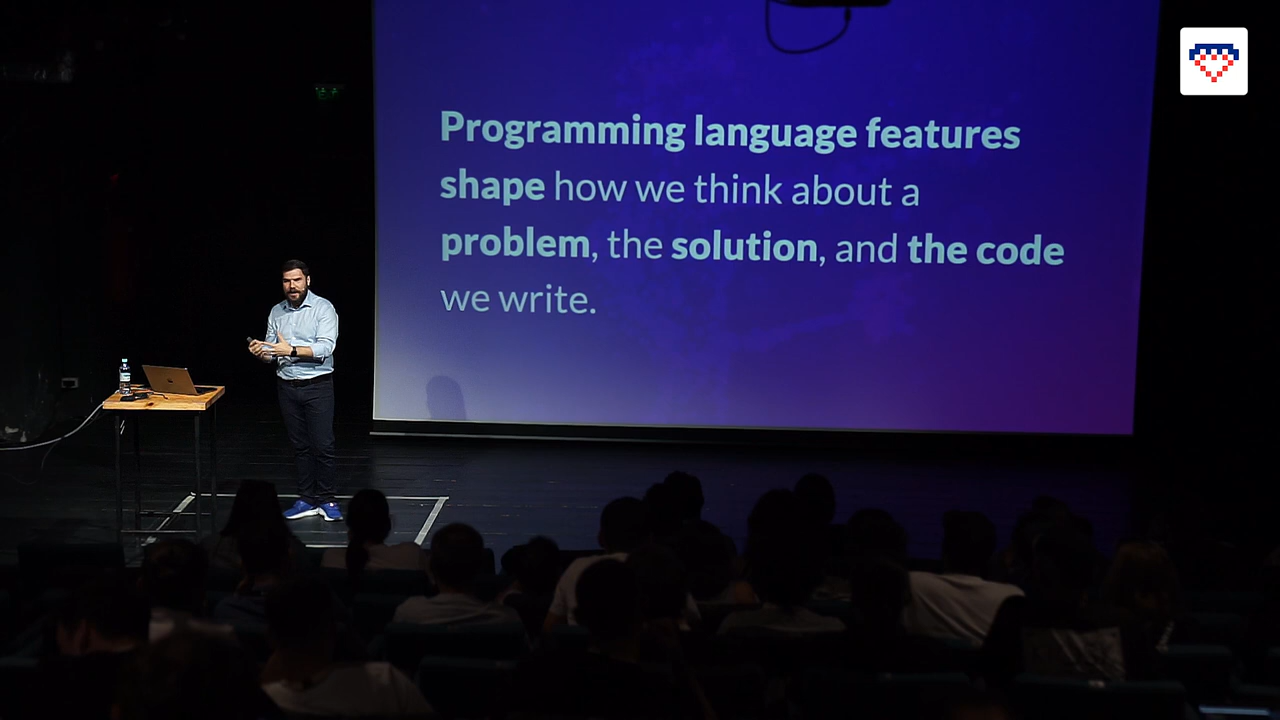 Programming language features
shape how we think about a
problem, the solution, and the code
we write.